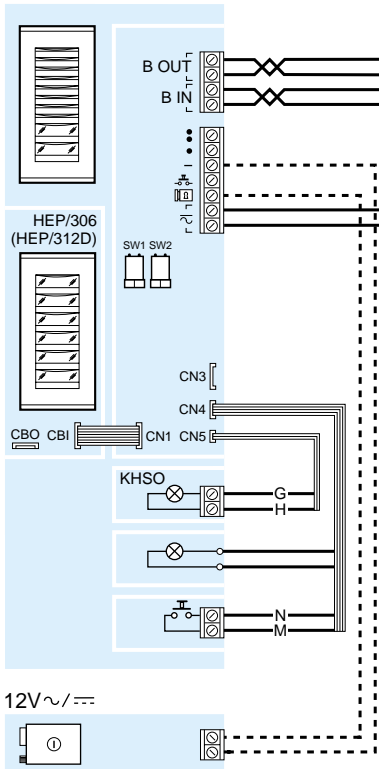 B OUT
B IN
HEP/306
(HEP/312D)
SW1 SW2
CN3
CN4
CBO CBI CN1 CN5
KHSO
G
H
N
M
12V